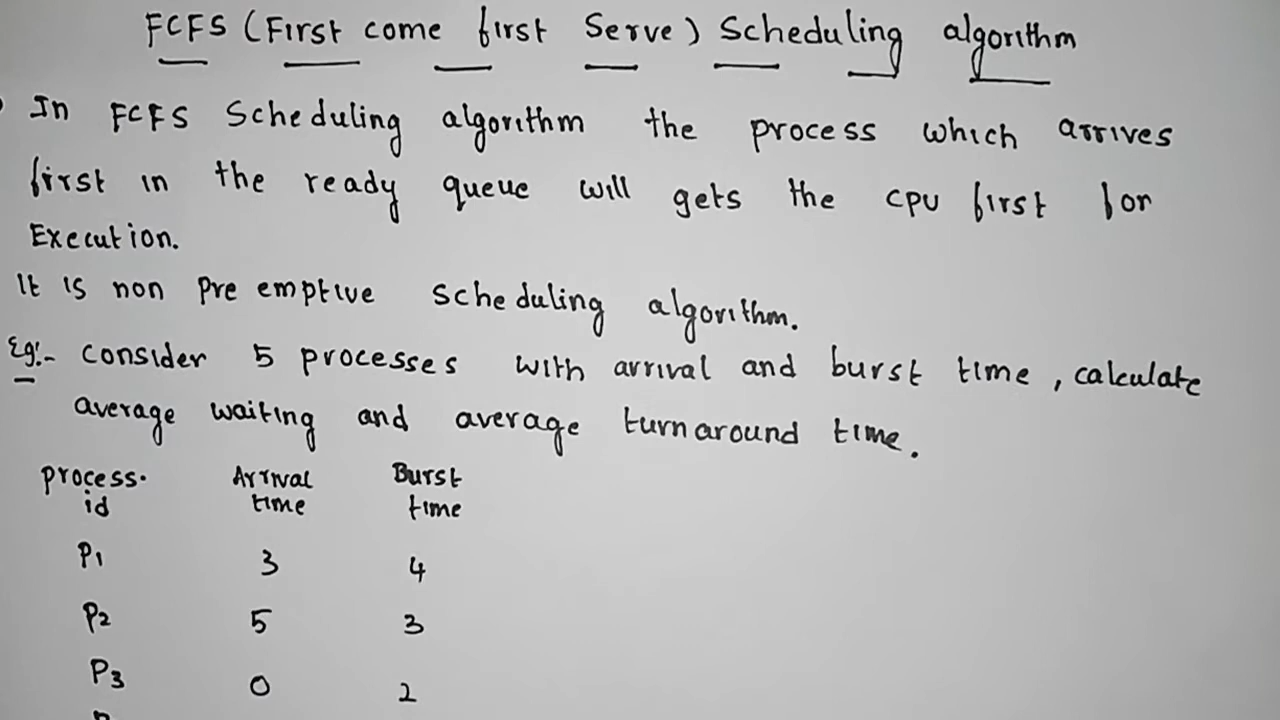 FCFS (First come first Serve) Scheduling algorithm
In FCFS Scheduling algorithm the process which arrives
first in the ready queue will gets the CPU first for
Execution.
It is non Pre emptive scheduling algorithm.
Eg:- consider 5 processes with arrival and burst time, calculate
average waiting and average turnaround time.
process. Arrival Burst
id time time
P1 3 4
P2 5 3
P3 0 2